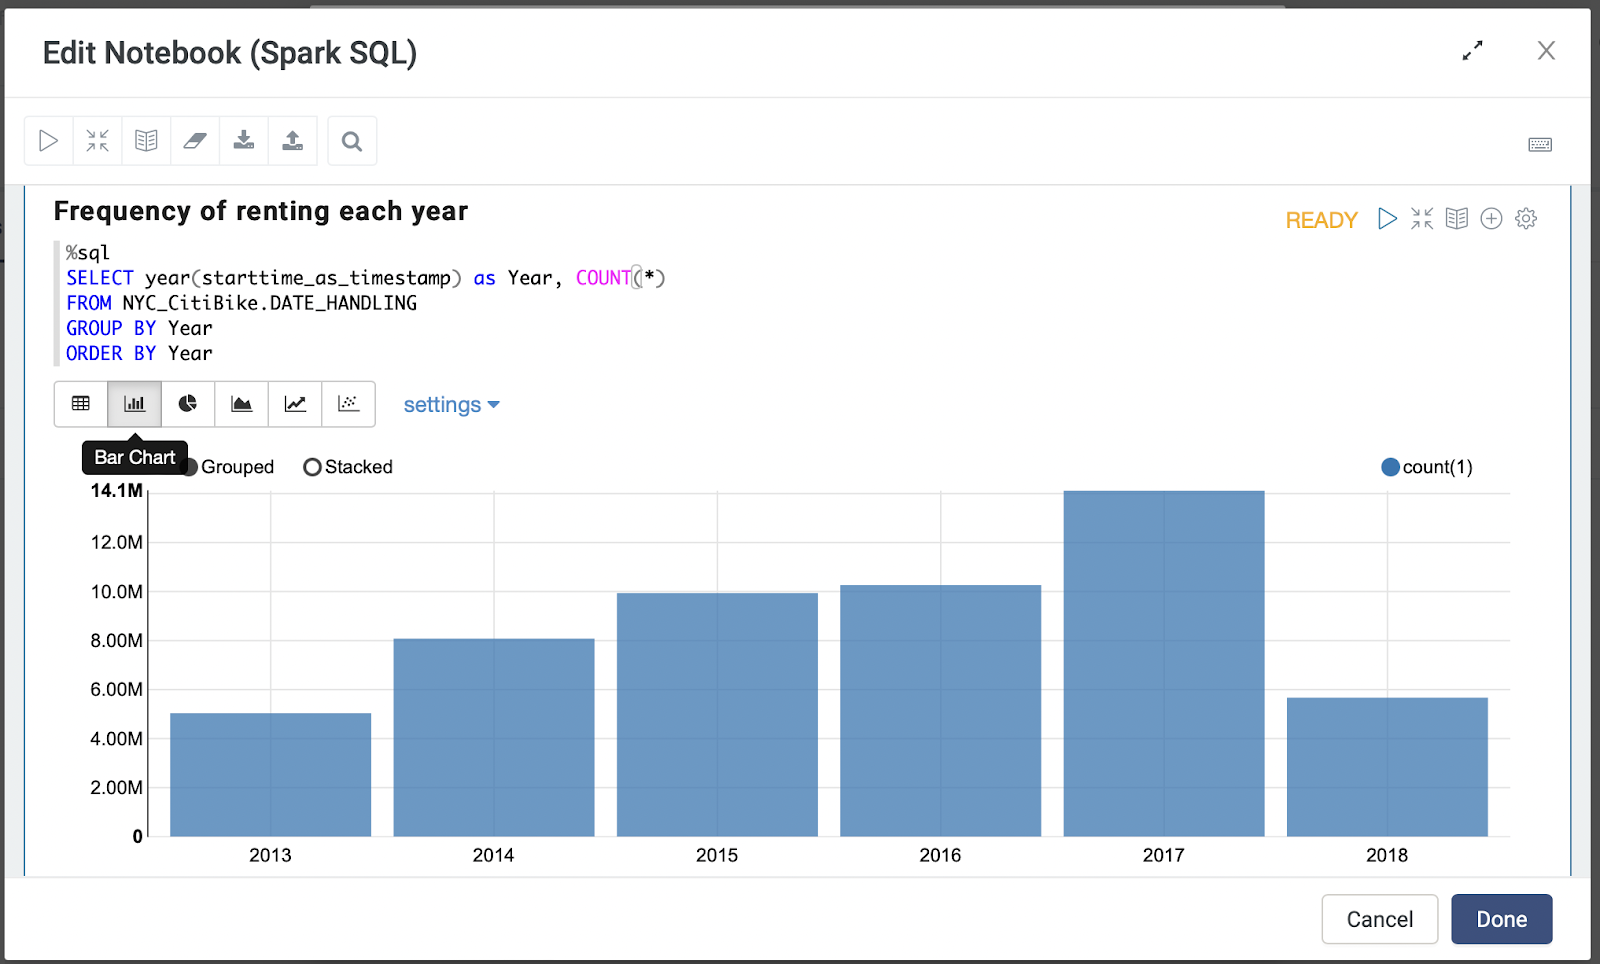 Edit Notebook (Spark SQL)
X
Frequency of renting each year
READY
%sql
SELECT year(starttime_as_timestamp) as Year, COUNT(*)
FROM NYC_CitiBike.DATE_HANDLING
GROUP BY Year
ORDER BY Year
settings
Bar Chart
Grouped
Stacked
count(1)
14.1M
12.0M
10.0M
8.00M
6.00M
4.00M
2.00M
0
2013 2014 2015 2016 2017 2018
Cancel
Done